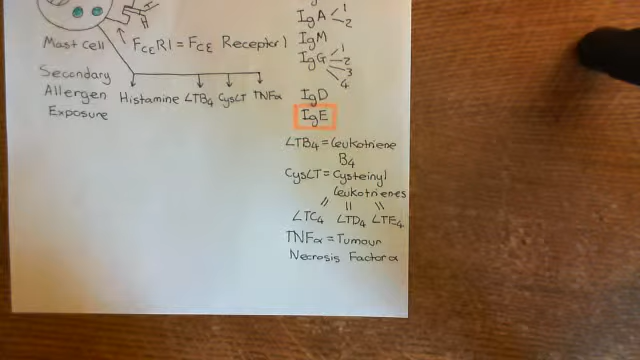 IgA 1 2
IgM
IgG 1 2 3 4
IgD
IgE
Mast Cell
FcεRI = Fcε Receptor I
Secondary
Allergen
Exposure
Histamine LTB4 CysLT TNFα
LTB4 = Leukotriene
B4
CysLT = Cysteinyl
Leukotrienes
LTC4 LTD4 LTE4
TNFα = Tumour
Necrosis Factor α